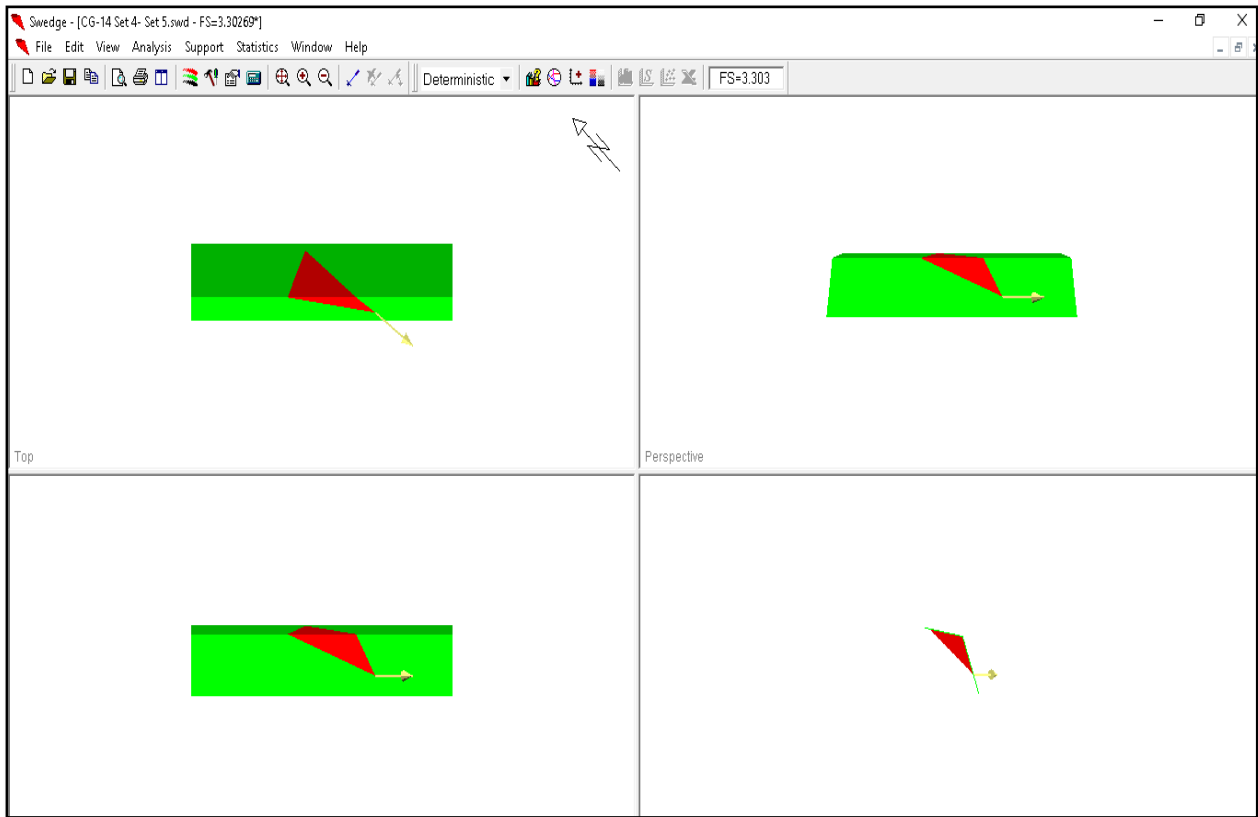 Swedge - [CG-14 Set 4- Set 5.swd - FS=3.30269*]
File Edit View Analysis Support Statistics Window Help
Deterministic FS=3.303
Top
Perspective